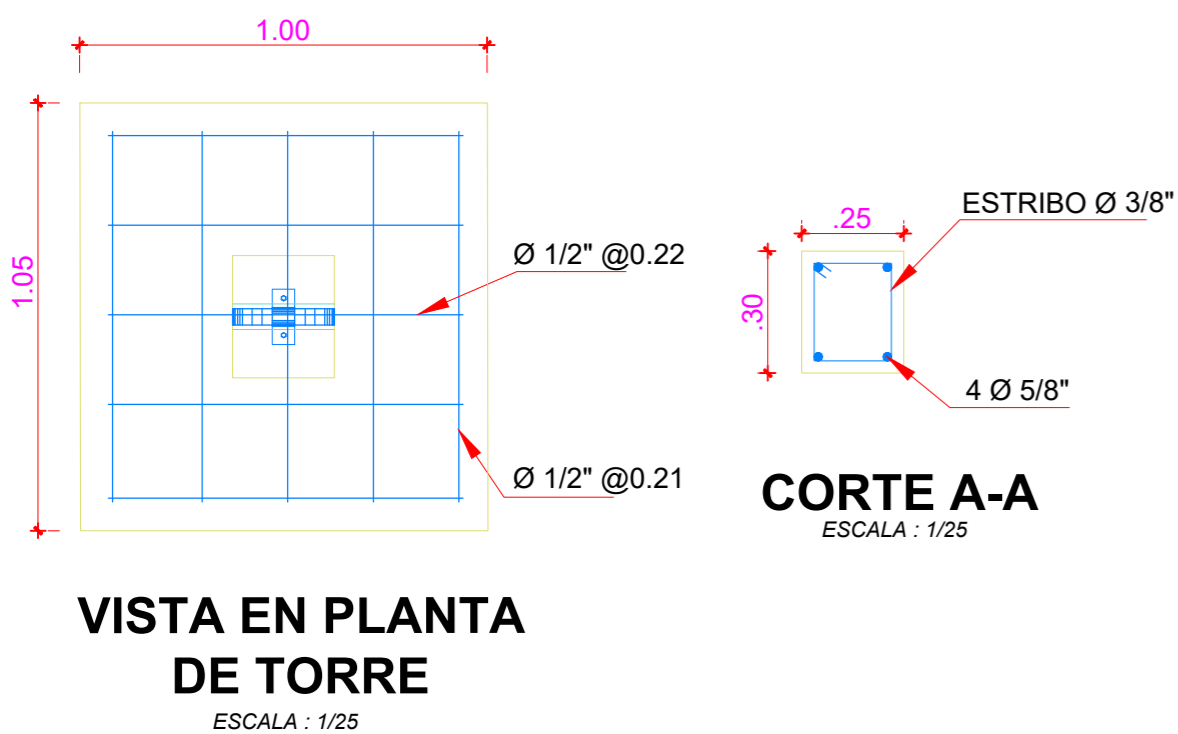 1.00
1.05
Ø 1/2" @0.22
Ø 1/2" @0.21
VISTA EN PLANTA
DE TORRE
ESCALA : 1/25
.25
.30
ESTRIBO Ø 3/8"
4 Ø 5/8"
CORTE A-A
ESCALA : 1/25